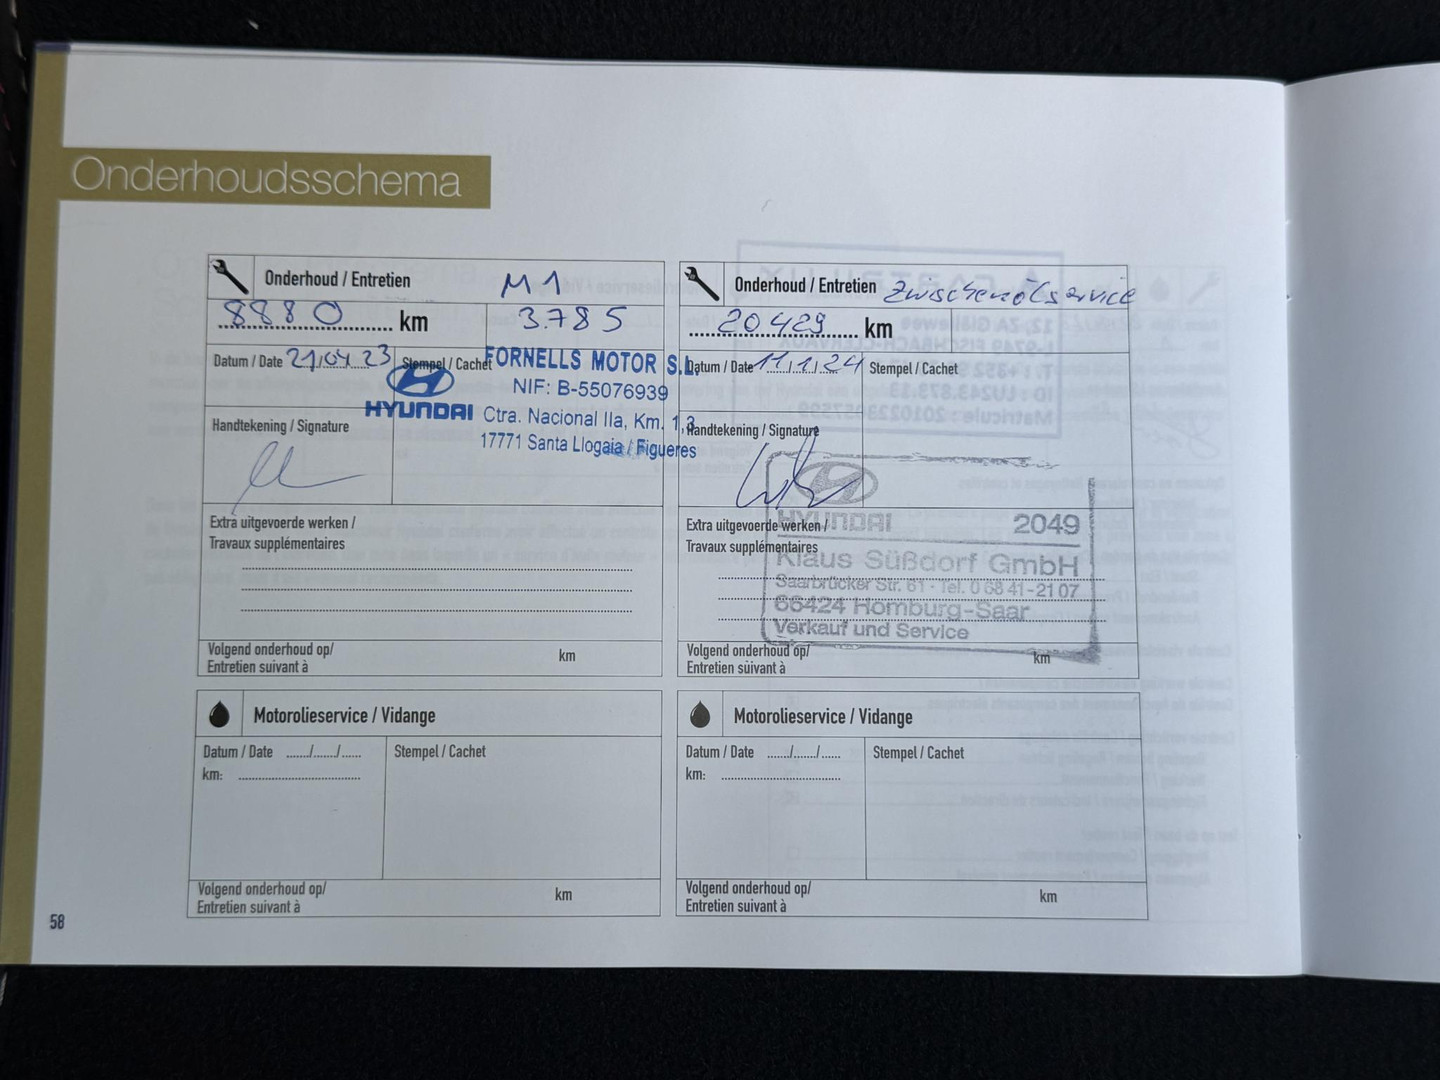 Onderhoudsschema
Onderhoud / Entretien M1
8880 km 3.785
Datum / Date 21/04 23 Stempel / Cachet
HYUNDAI
FORNELLS MOTOR S.L.
NIF: B-55076939
Ctra. Nacional IIa, Km. 1,3
17771 Santa Llogaia / Figueres
Handtekening / Signature
Extra uitgevoerde werken /
Travaux supplémentaires
Volgend onderhoud op/
Entretien suivant à km
Onderhoud / Entretien Zwischenölservice
20429 km
Datum / Date 11/1/24 Stempel / Cachet
Handtekening / Signature
Extra uitgevoerde werken /
Travaux supplémentaires
HYUNDAI 2049
Klaus Süßdorf GmbH
Saarbrücker Str. 61 - Tel. 0 68 41 - 21 07
66424 Homburg-Saar
Verkauf und Service
Volgend onderhoud op/
Entretien suivant à km
Motorolieservice / Vidange
Datum / Date ....../....../...... Stempel / Cachet
km:
Volgend onderhoud op/
Entretien suivant à km
Motorolieservice / Vidange
Datum / Date ....../....../...... Stempel / Cachet
km:
Volgend onderhoud op/
Entretien suivant à km
58